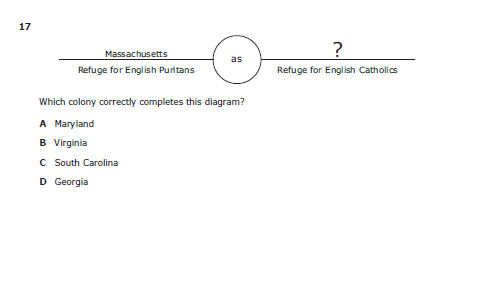 17
Massachusetts
Refuge for English Puritans
as
?
Refuge for English Catholics
Which colony correctly completes this diagram?
A Maryland
B Virginia
C South Carolina
D Georgia